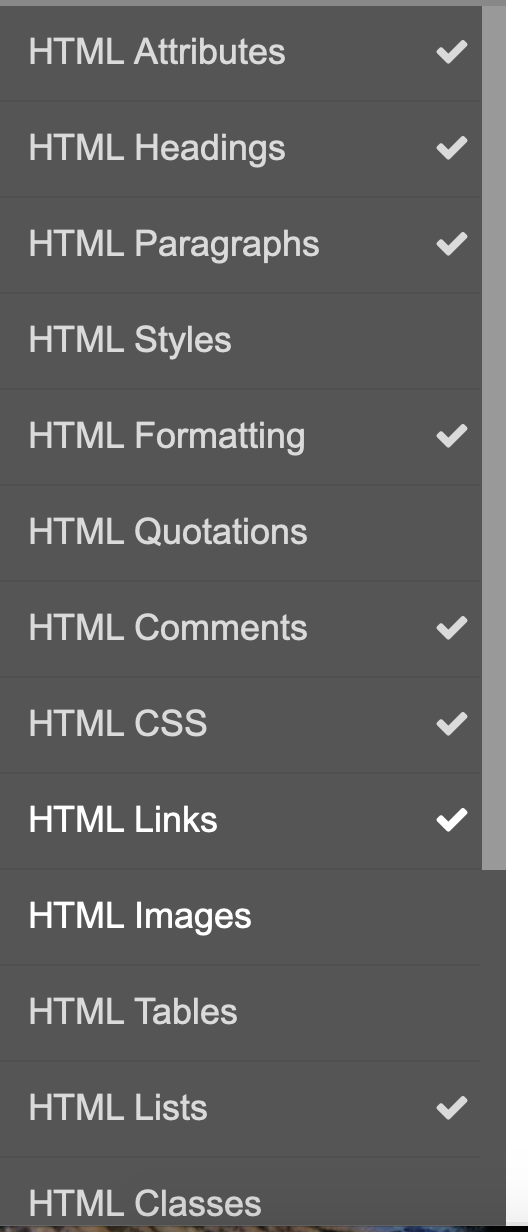 HTML Attributes
HTML Headings
HTML Paragraphs
HTML Styles
HTML Formatting
HTML Quotations
HTML Comments
HTML CSS
HTML Links
HTML Images
HTML Tables
HTML Lists
HTML Classes